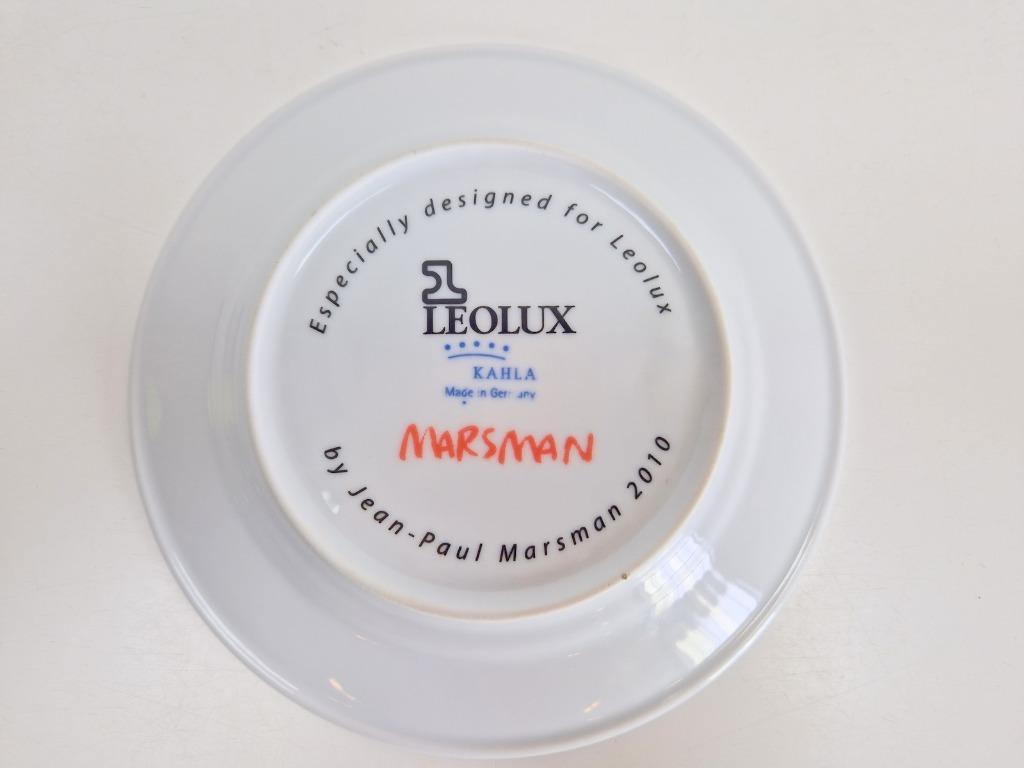 Especially designed for Leolux
LEOLUX
KAHLA
Made in Germany
MARSMAN
by Jean-Paul Marsman 2010